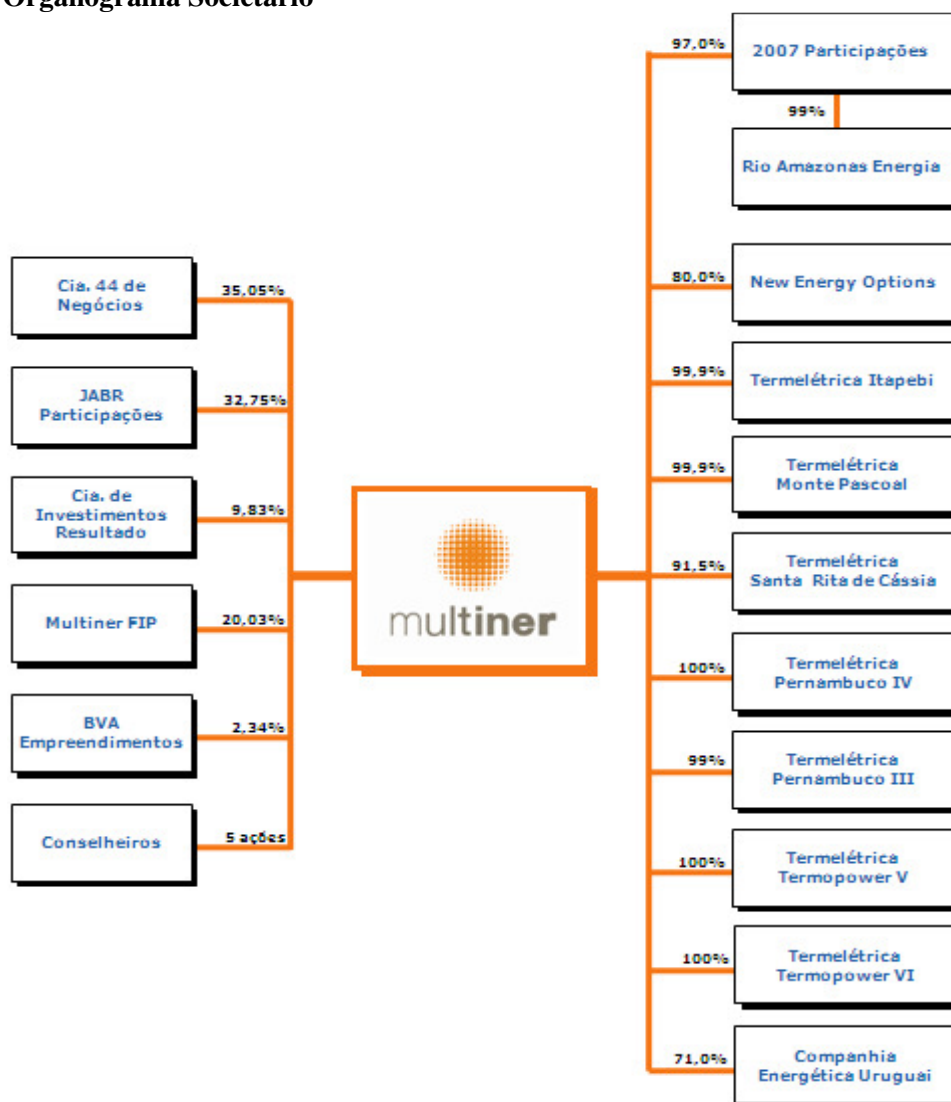 Organograma Societário
97,0%
2007 Participações
99%
Rio Amazonas Energia
Cia. 44 de
Negócios
35,05%
80,0%
New Energy Options
JABR
Participações
32,75%
99,9%
Termelétrica Itapebi
Cia. de
Investimentos
Resultado
9,83%
99,9%
Termelétrica
Monte Pascoal
multiner
91,5%
Termelétrica
Santa Rita de Cássia
Multiner FIP
20,03%
100%
Termelétrica
Pernambuco IV
BVA
Empreendimentos
2,34%
99%
Termelétrica
Pernambuco III
Conselheiros
5 ações
100%
Termelétrica
Termopower V
100%
Termelétrica
Termopower VI
71,0%
Companhia
Energética Uruguai